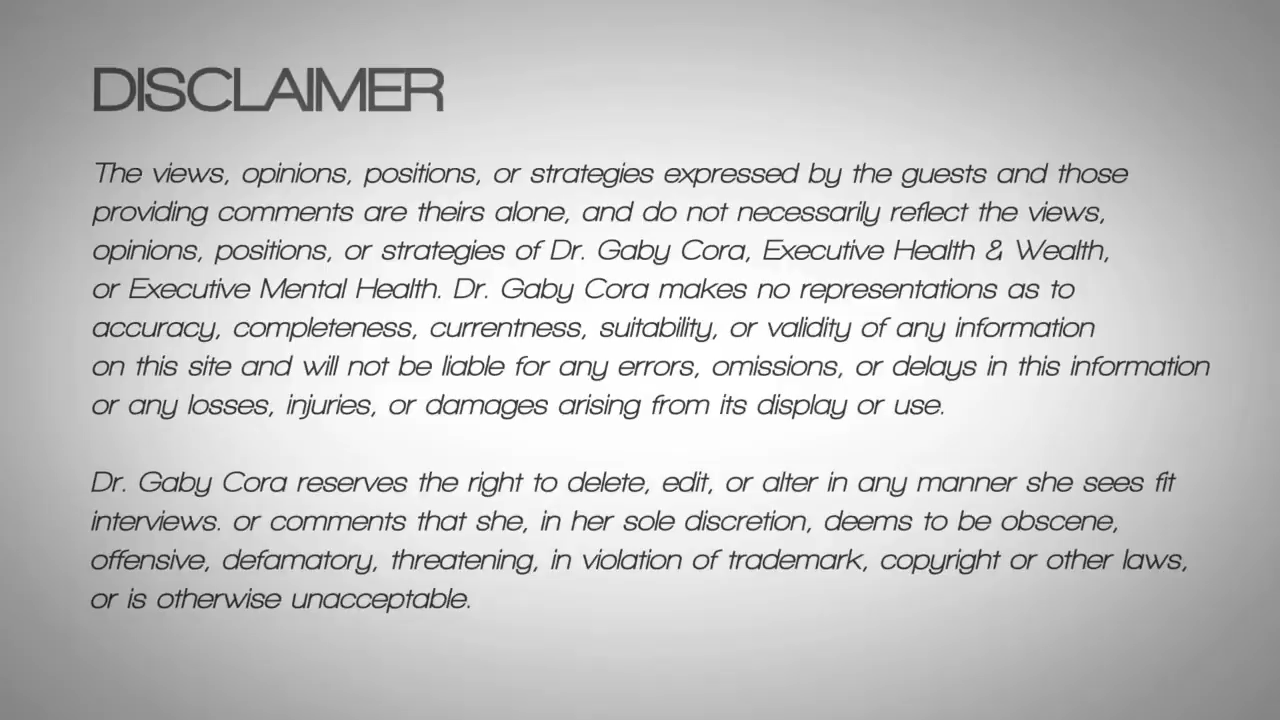 DISCLAIMER
The views, opinions, positions, or strategies expressed by the guests and those
providing comments are theirs alone, and do not necessarily reflect the views,
opinions, positions, or strategies of Dr. Gaby Cora, Executive Health & Wealth,
or Executive Mental Health. Dr. Gaby Cora makes no representations as to
accuracy, completeness, currentness, suitability, or validity of any information
on this site and will not be liable for any errors, omissions, or delays in this information
or any losses, injuries, or damages arising from its display or use.
Dr. Gaby Cora reserves the right to delete, edit, or alter in any manner she sees fit
interviews. or comments that she, in her sole discretion, deems to be obscene,
offensive, defamatory, threatening, in violation of trademark, copyright or other laws,
or is otherwise unacceptable.